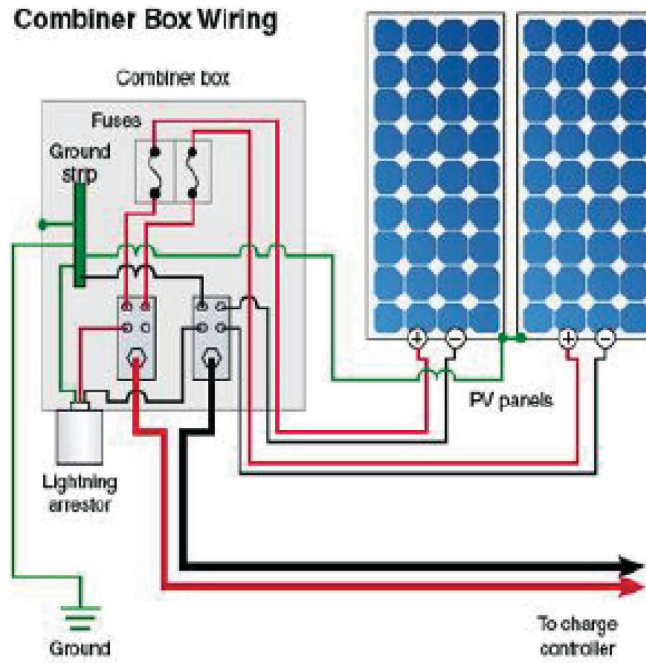 Combiner Box Wiring
Combiner box
Fuses
Ground
strip
+
−
+
−
PV panels
Lightning
arrestor
To charge
controller
Ground